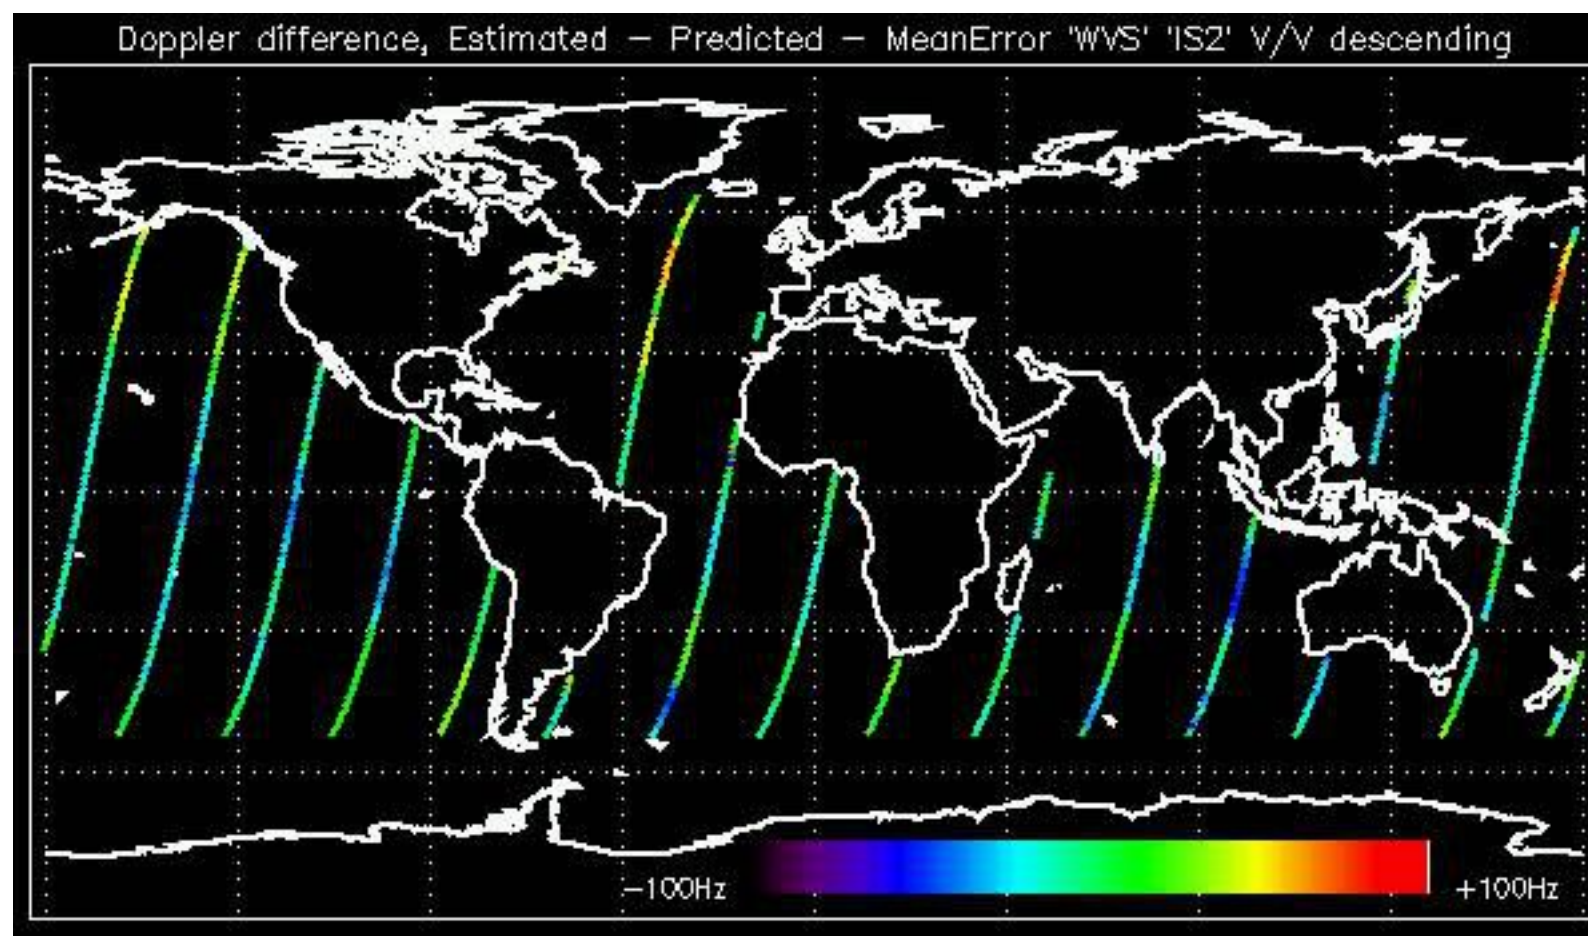 Doppler difference, Estimated − Predicted − MeanError 'WVS' 'IS2' V/V descending
−100Hz +100Hz